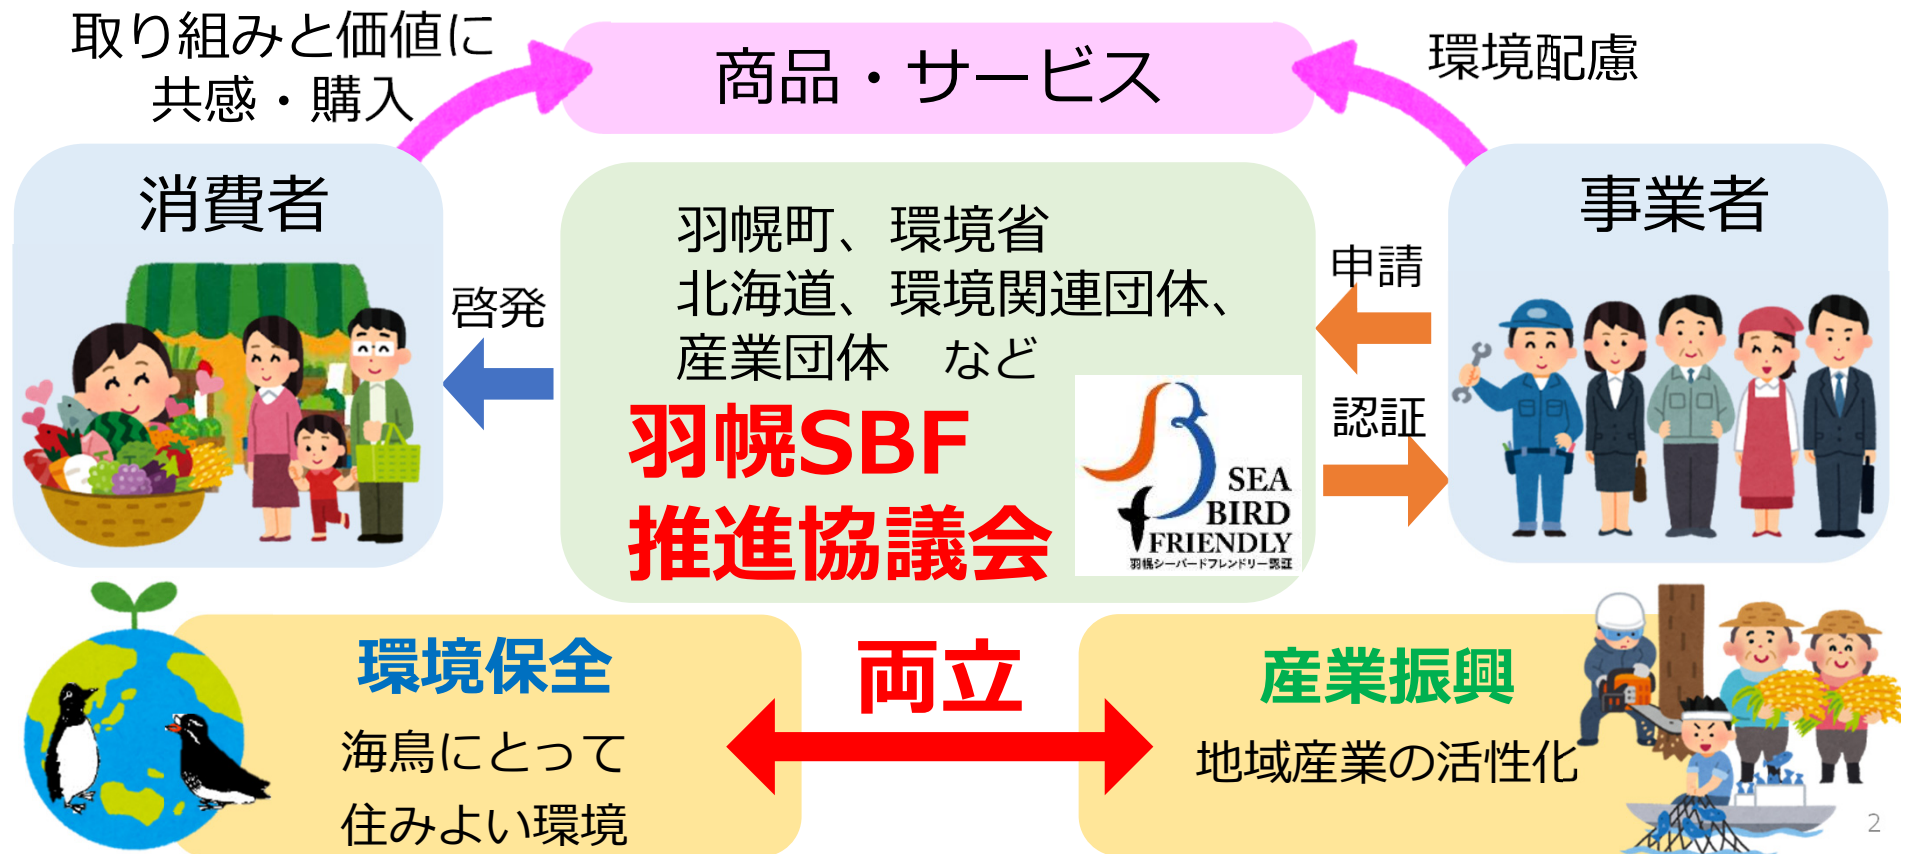 取り組みと価値に
共感・購入
商品・サービス
環境配慮
消費者
事業者
羽幌町、環境省
北海道、環境関連団体、
産業団体　など
羽幌SBF
推進協議会
啓発
申請
認証
SEA
BIRD
FRIENDLY
羽幌シーバードフレンドリー認証
環境保全
海鳥にとって
住みよい環境
両立
産業振興
地域産業の活性化
2